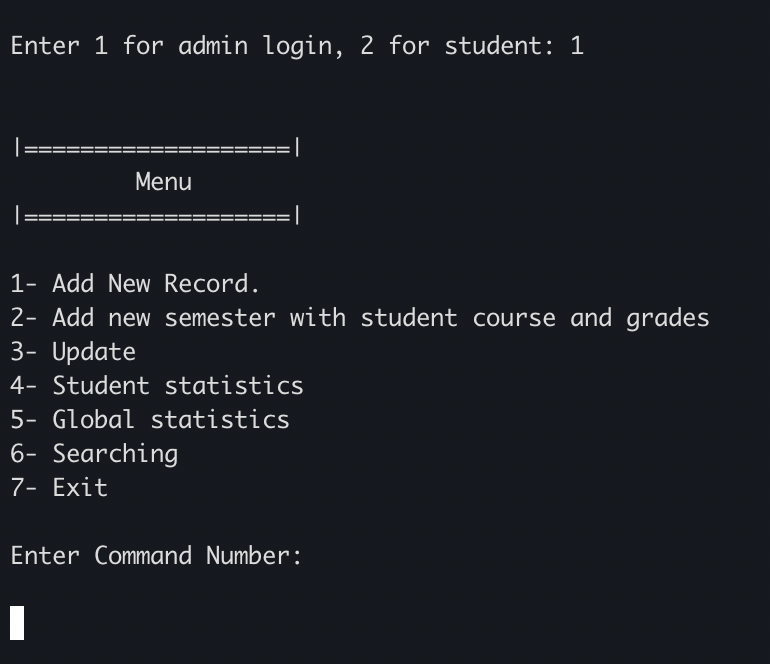 Enter 1 for admin login, 2 for student: 1
|===================|
Menu
|===================|
1- Add New Record.
2- Add new semester with student course and grades
3- Update
4- Student statistics
5- Global statistics
6- Searching
7- Exit
Enter Command Number: